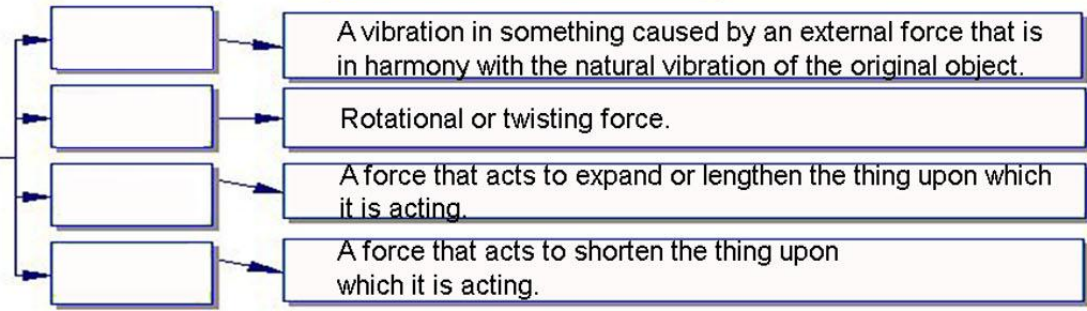 A vibration in something caused by an external force that is
in harmony with the natural vibration of the original object.
Rotational or twisting force.
A force that acts to expand or lengthen the thing upon which
it is acting.
A force that acts to shorten the thing upon
which it is acting.